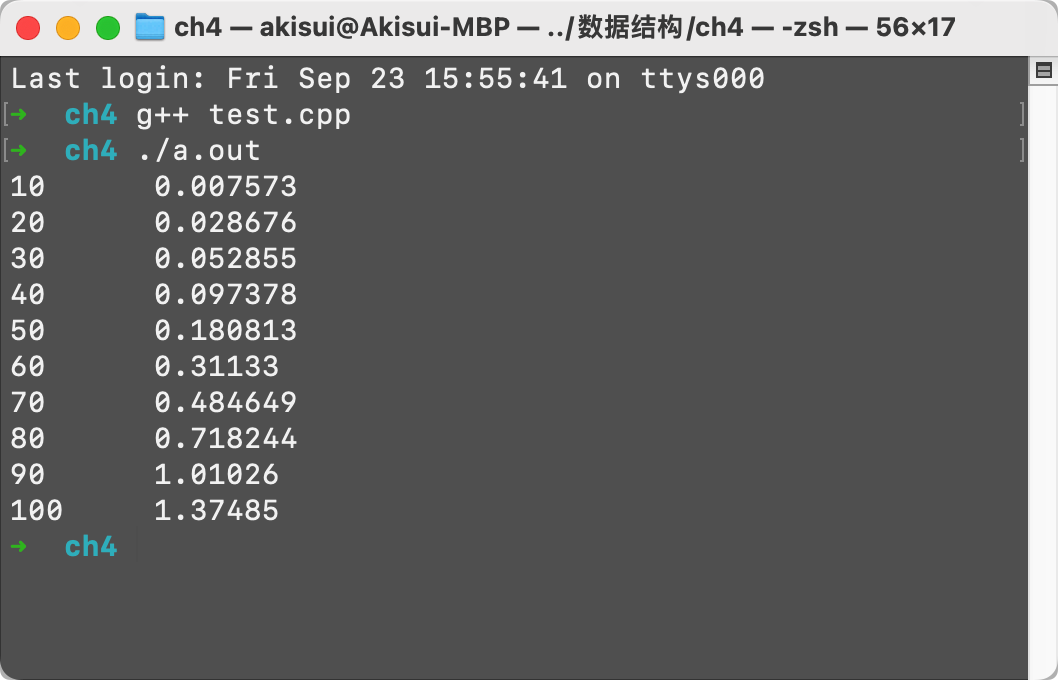 ch4 — akisui@Akisui-MBP — ../数据结构/ch4 — -zsh — 56×17
Last login: Fri Sep 23 15:55:41 on ttys000
[➜  ch4 g++ test.cpp ]
[➜  ch4 ./a.out ]
10      0.007573
20      0.028676
30      0.052855
40      0.097378
50      0.180813
60      0.31133
70      0.484649
80      0.718244
90      1.01026
100     1.37485
➜  ch4